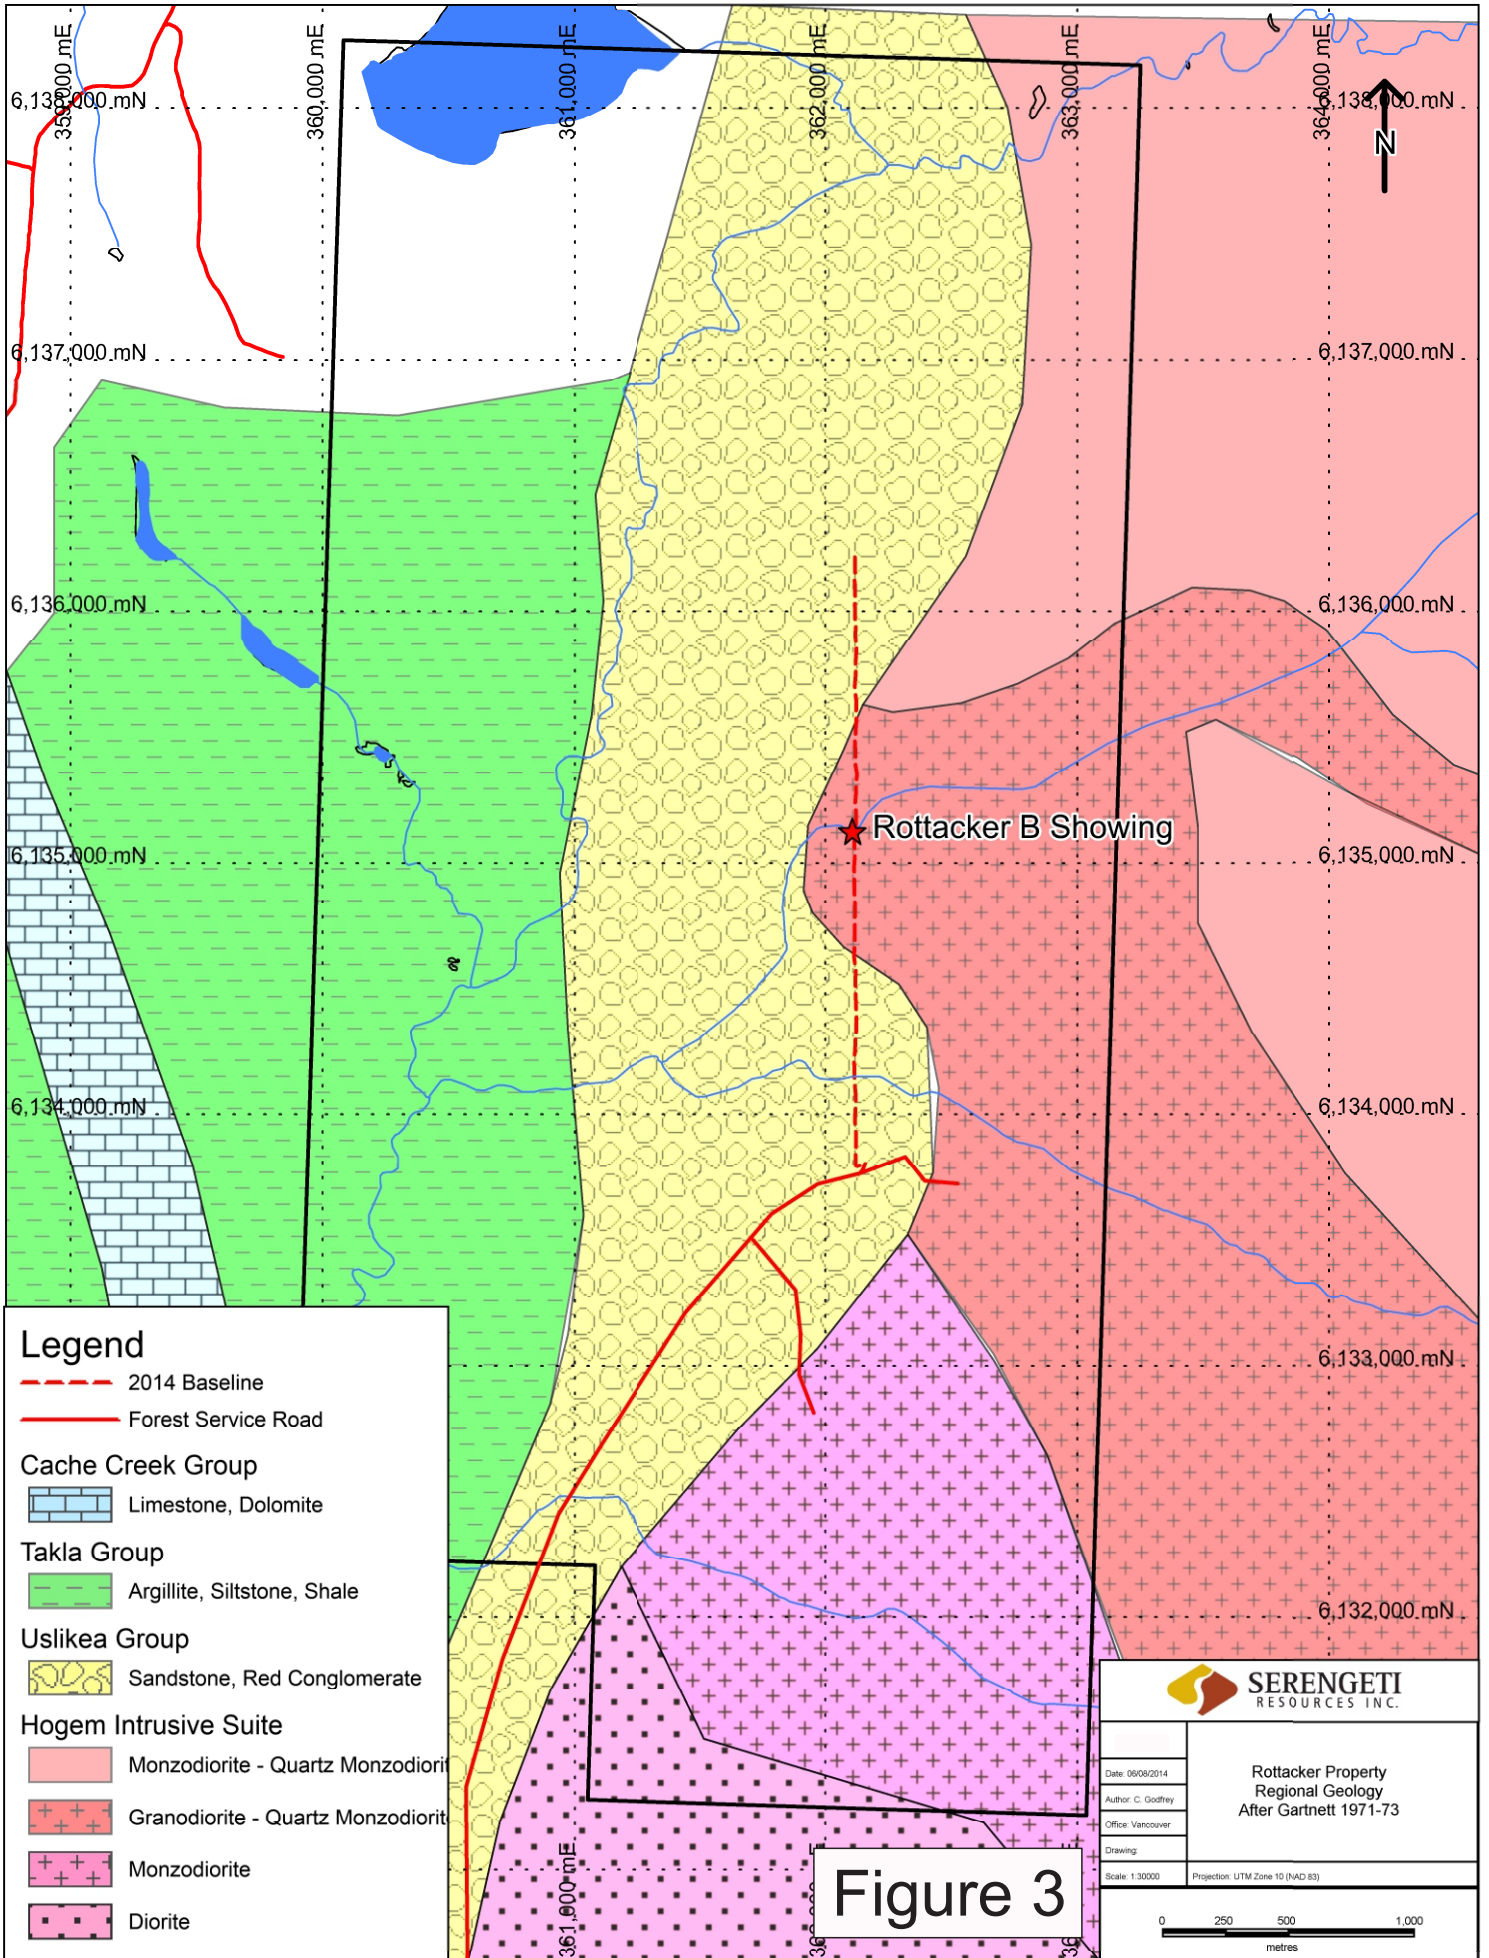 359,000 mE
360,000 mE
361,000 mE
362,000 mE
363,000 mE
364,000 mE
6,138,000 mN
6,138,000 mN
N
6,137,000 mN
6,137,000 mN
6,136,000 mN
6,136,000 mN
Rottacker B Showing
6,135,000 mN
6,135,000 mN
6,134,000 mN
6,134,000 mN
6,133,000 mN
6,132,000 mN
Legend
2014 Baseline
Forest Service Road
Cache Creek Group
Limestone, Dolomite
Takla Group
Argillite, Siltstone, Shale
Uslikea Group
Sandstone, Red Conglomerate
Hogem Intrusive Suite
Monzodiorite - Quartz Monzodiorit
Granodiorite - Quartz Monzodiorite
Monzodiorite
Diorite
361,000 mE
Figure 3
SERENGETI
RESOURCES INC.
Date: 06/08/2014
Author: C. Godfrey
Office: Vancouver
Drawing:
Scale: 1:30000
Rottacker Property
Regional Geology
After Gartnett 1971-73
Projection: UTM Zone 10 (NAD 83)
0 250 500 1,000
metres